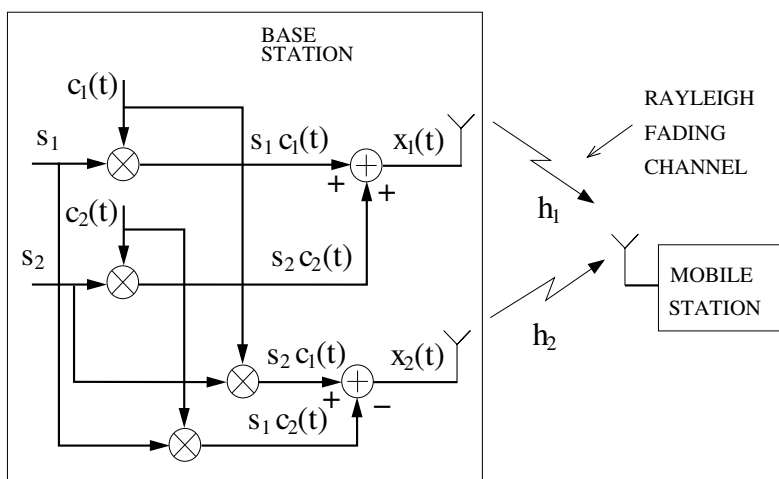 BASE
STATION
c₁(t)
s₁
s₁ c₁(t)
x₁(t)
+
+
+
RAYLEIGH
FADING
CHANNEL
h₁
c₂(t)
s₂
s₂ c₂(t)
MOBILE
STATION
s₂ c₁(t)
x₂(t)
h₂
+
+
−
s₁ c₂(t)